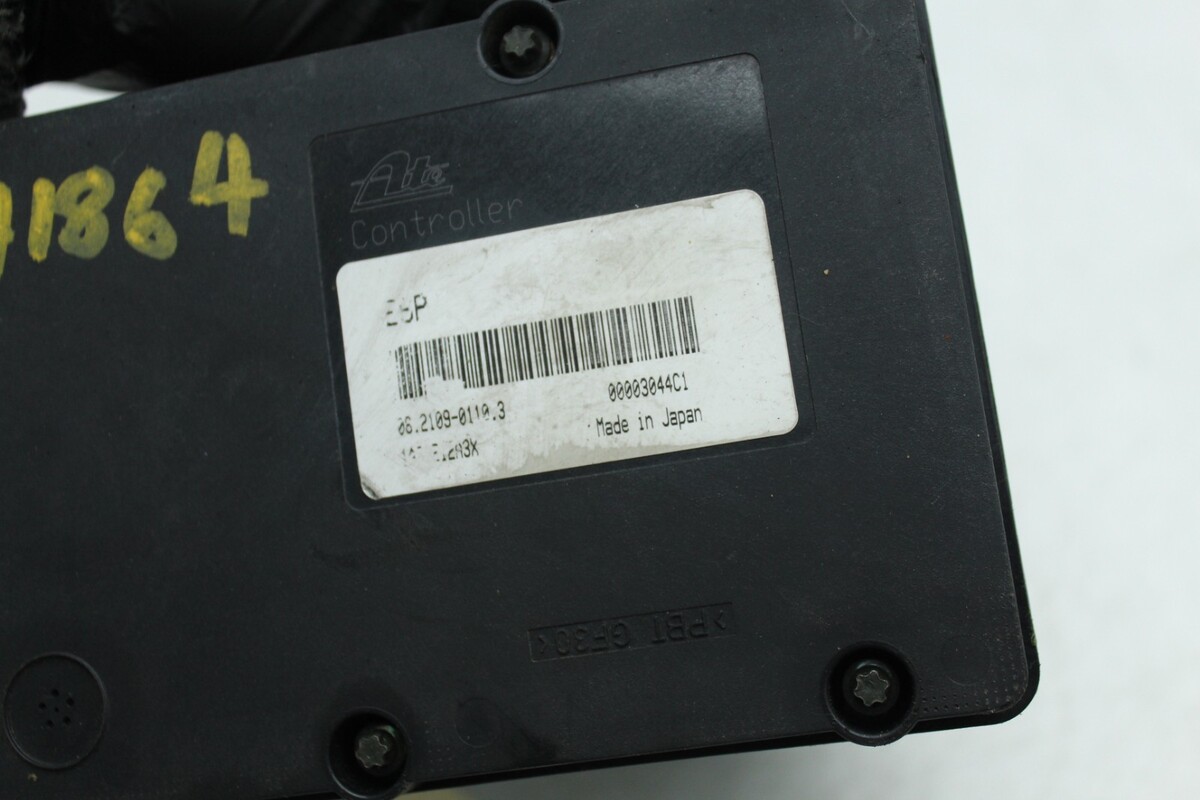 1864
Ate
Controller
ESP
06.2109-0110.3
00003044C1
Made in Japan
>PBT GF30<